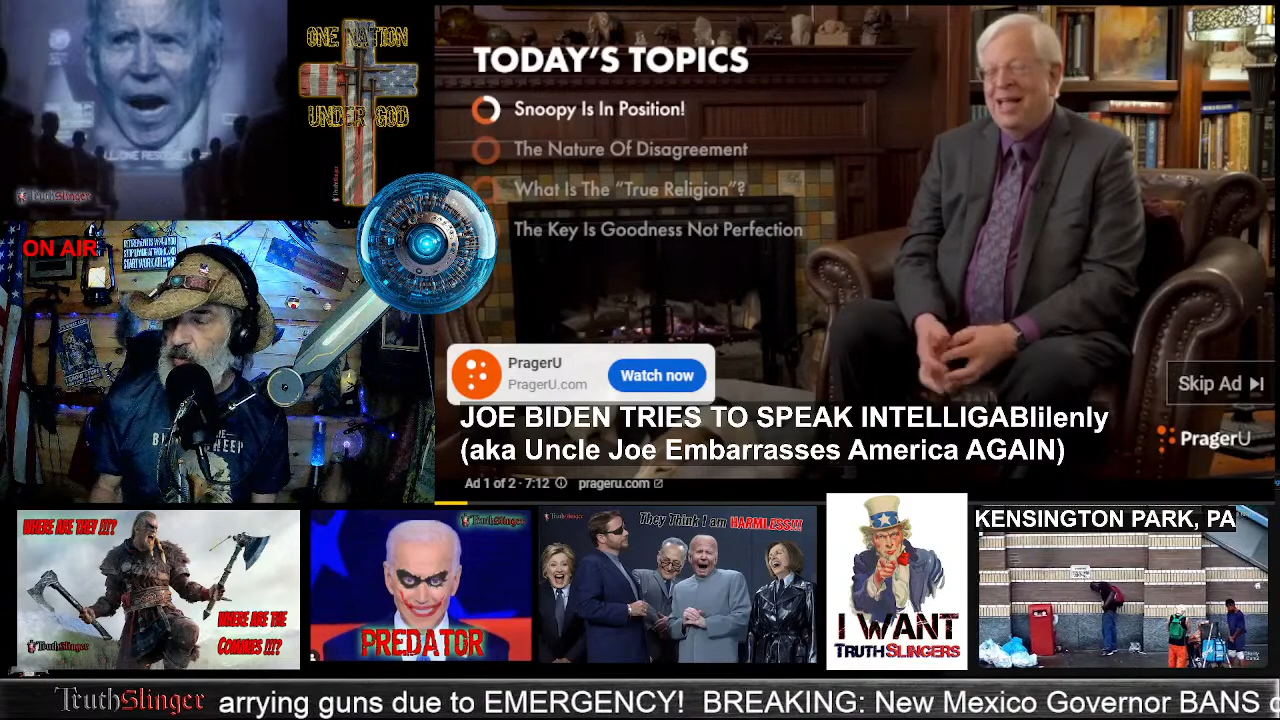 ONE NATION
UNDER GOD
TruthSlinger
ON AIR
TODAY'S TOPICS
Snoopy Is In Position!
The Nature Of Disagreement
What Is The "True Religion"?
The Key Is Goodness Not Perfection
PragerU
PragerU.com
Watch now
Skip Ad
JOE BIDEN TRIES TO SPEAK INTELLIGABlilenly
(aka Uncle Joe Embarrasses America AGAIN)
PragerU
Ad 1 of 2 · 7:12
prageru.com
WHERE ARE THEY !!!?
WHERE ARE THE
COMMIES !!!?
TruthSlinger
TruthSlinger
PREDATOR
TruthSlinger
They Think I am HARMLESS!!!
I WANT
TRUTHSLINGERS
KENSINGTON PARK, PA
TruthSlinger
arrying guns due to EMERGENCY! BREAKING: New Mexico Governor BANS